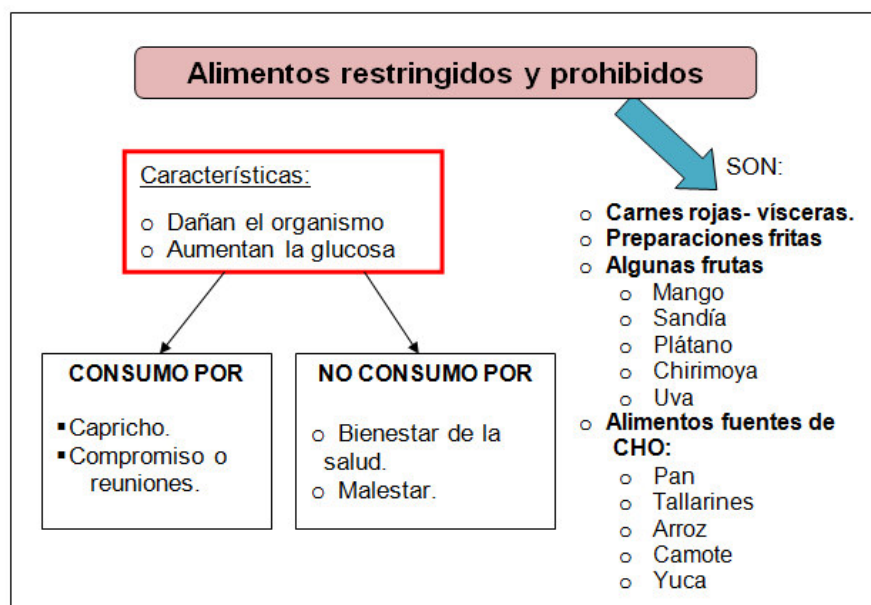 Alimentos restringidos y prohibidos
Características:
o Dañan el organismo
o Aumentan la glucosa
CONSUMO POR
▪Capricho.
▪Compromiso o
reuniones.
NO CONSUMO POR
o Bienestar de la
salud.
o Malestar.
SON:
o Carnes rojas- vísceras.
o Preparaciones fritas
o Algunas frutas
o Mango
o Sandía
o Plátano
o Chirimoya
o Uva
o Alimentos fuentes de
CHO:
o Pan
o Tallarines
o Arroz
o Camote
o Yuca